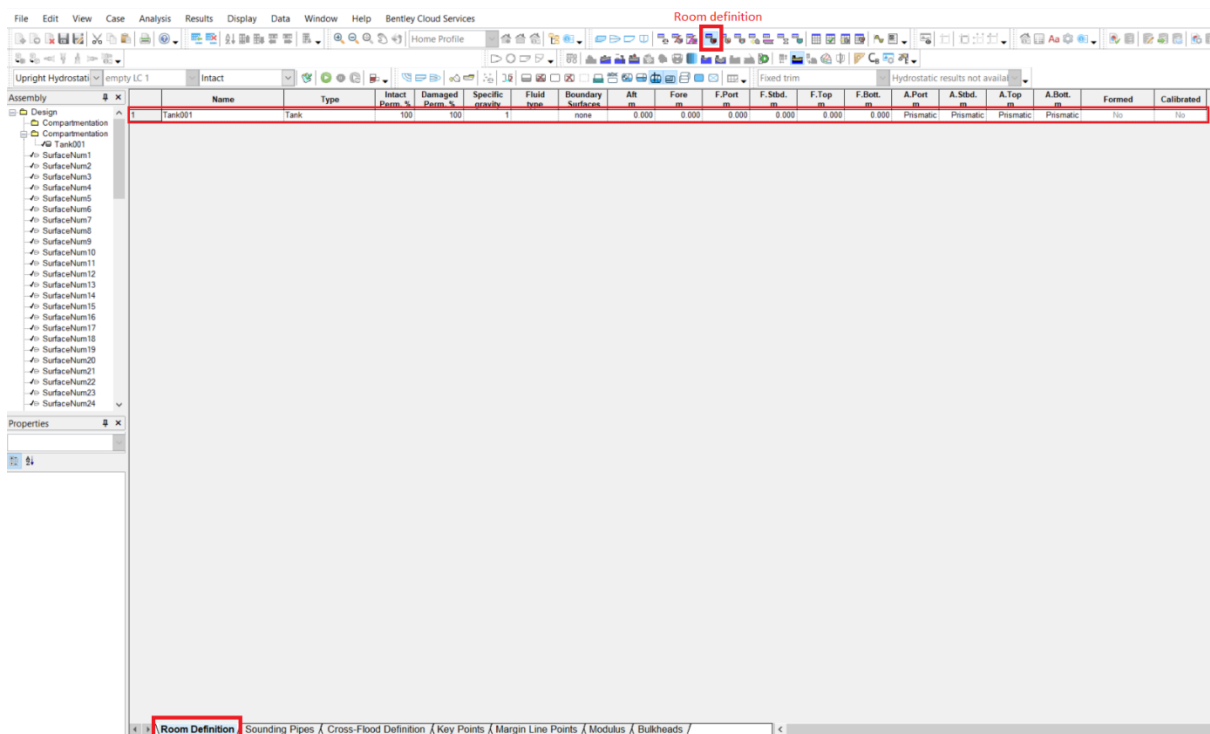 File Edit View Case Analysis Results Display Data Window Help Bentley Cloud Services
Room definition
Home Profile
Upright Hydrostati empty LC 1 Intact Fixed trim Hydrostatic results not availal
Assembly
Name Type Intact Perm. % Damaged Perm. % Specific gravity Fluid type Boundary Surfaces Aft m Fore m F.Port m F.Stbd. m F.Top m F.Bott. m A.Port m A.Stbd. m A.Top m A.Bott. m Formed Calibrated
1 Tank001 Tank 100 100 1 none 0.000 0.000 0.000 0.000 0.000 0.000 Prismatic Prismatic Prismatic Prismatic No No
Design
Compartmentation
Compartmentation
Tank001
SurfaceNum1
SurfaceNum2
SurfaceNum3
SurfaceNum4
SurfaceNum5
SurfaceNum6
SurfaceNum7
SurfaceNum8
SurfaceNum9
SurfaceNum10
SurfaceNum11
SurfaceNum12
SurfaceNum13
SurfaceNum14
SurfaceNum15
SurfaceNum16
SurfaceNum17
SurfaceNum18
SurfaceNum19
SurfaceNum20
SurfaceNum21
SurfaceNum22
SurfaceNum23
SurfaceNum24
Properties
Room Definition Sounding Pipes Cross-Flood Definition Key Points Margin Line Points Modulus Bulkheads